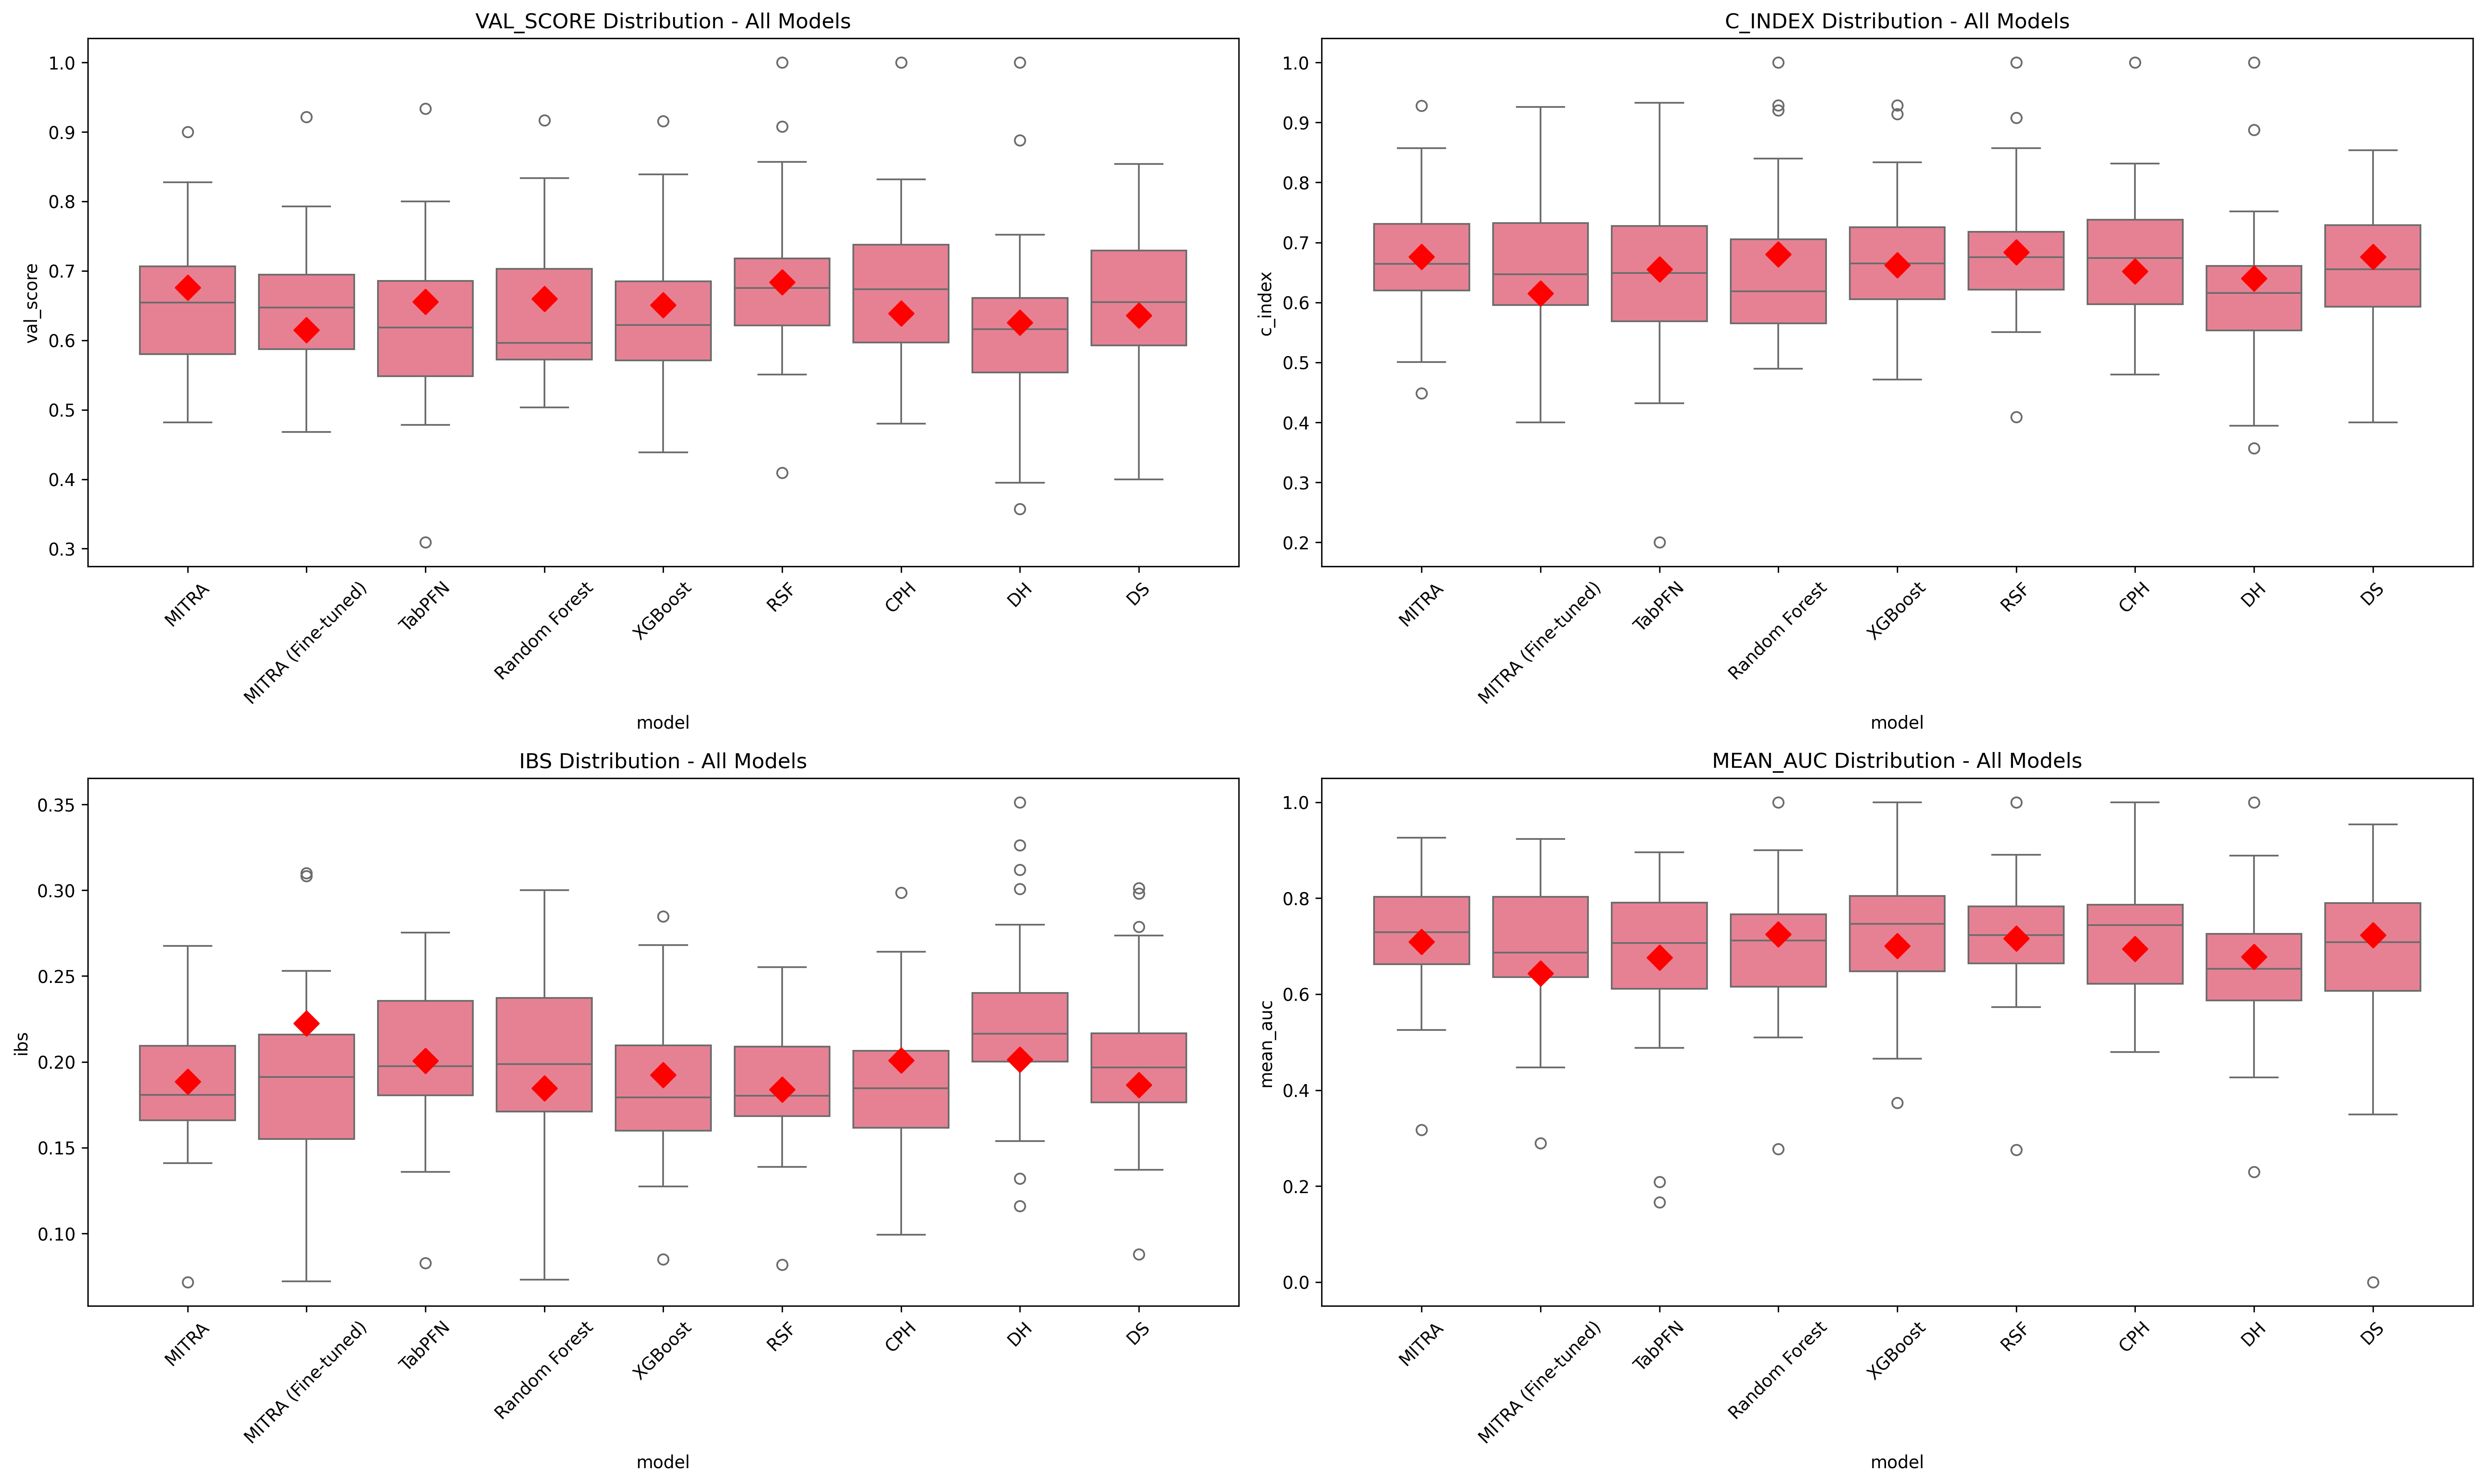 VAL_SCORE Distribution - All Models
val_score
1.0
0.9
0.8
0.7
0.6
0.5
0.4
0.3
MITRA
MITRA (Fine-tuned)
TabPFN
Random Forest
XGBoost
RSF
CPH
DH
DS
model
C_INDEX Distribution - All Models
c_index
1.0
0.9
0.8
0.7
0.6
0.5
0.4
0.3
0.2
MITRA
MITRA (Fine-tuned)
TabPFN
Random Forest
XGBoost
RSF
CPH
DH
DS
model
IBS Distribution - All Models
ibs
0.35
0.30
0.25
0.20
0.15
0.10
MITRA
MITRA (Fine-tuned)
TabPFN
Random Forest
XGBoost
RSF
CPH
DH
DS
model
MEAN_AUC Distribution - All Models
mean_auc
1.0
0.8
0.6
0.4
0.2
0.0
MITRA
MITRA (Fine-tuned)
TabPFN
Random Forest
XGBoost
RSF
CPH
DH
DS
model